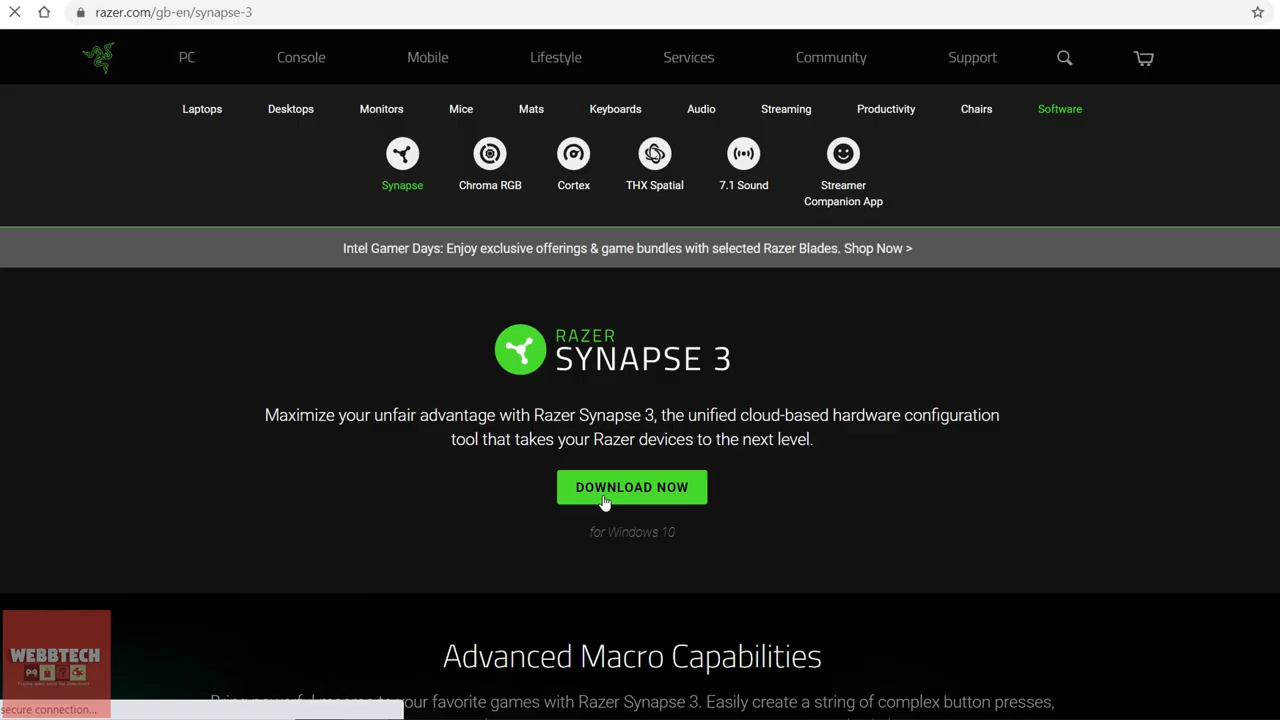 razer.com/gb-en/synapse-3
PC Console Mobile Lifestyle Services Community Support
Laptops Desktops Monitors Mice Mats Keyboards Audio Streaming Productivity Chairs Software
Synapse Chroma RGB Cortex THX Spatial 7.1 Sound Streamer
Companion App
Intel Gamer Days: Enjoy exclusive offerings & game bundles with selected Razer Blades. Shop Now >
RAZER
SYNAPSE 3
Maximize your unfair advantage with Razer Synapse 3, the unified cloud-based hardware configuration
tool that takes your Razer devices to the next level.
DOWNLOAD NOW
for Windows 10
Advanced Macro Capabilities
your favorite games with Razer Synapse 3. Easily create a string of complex button presses,
WEBBTECH
secure connection...